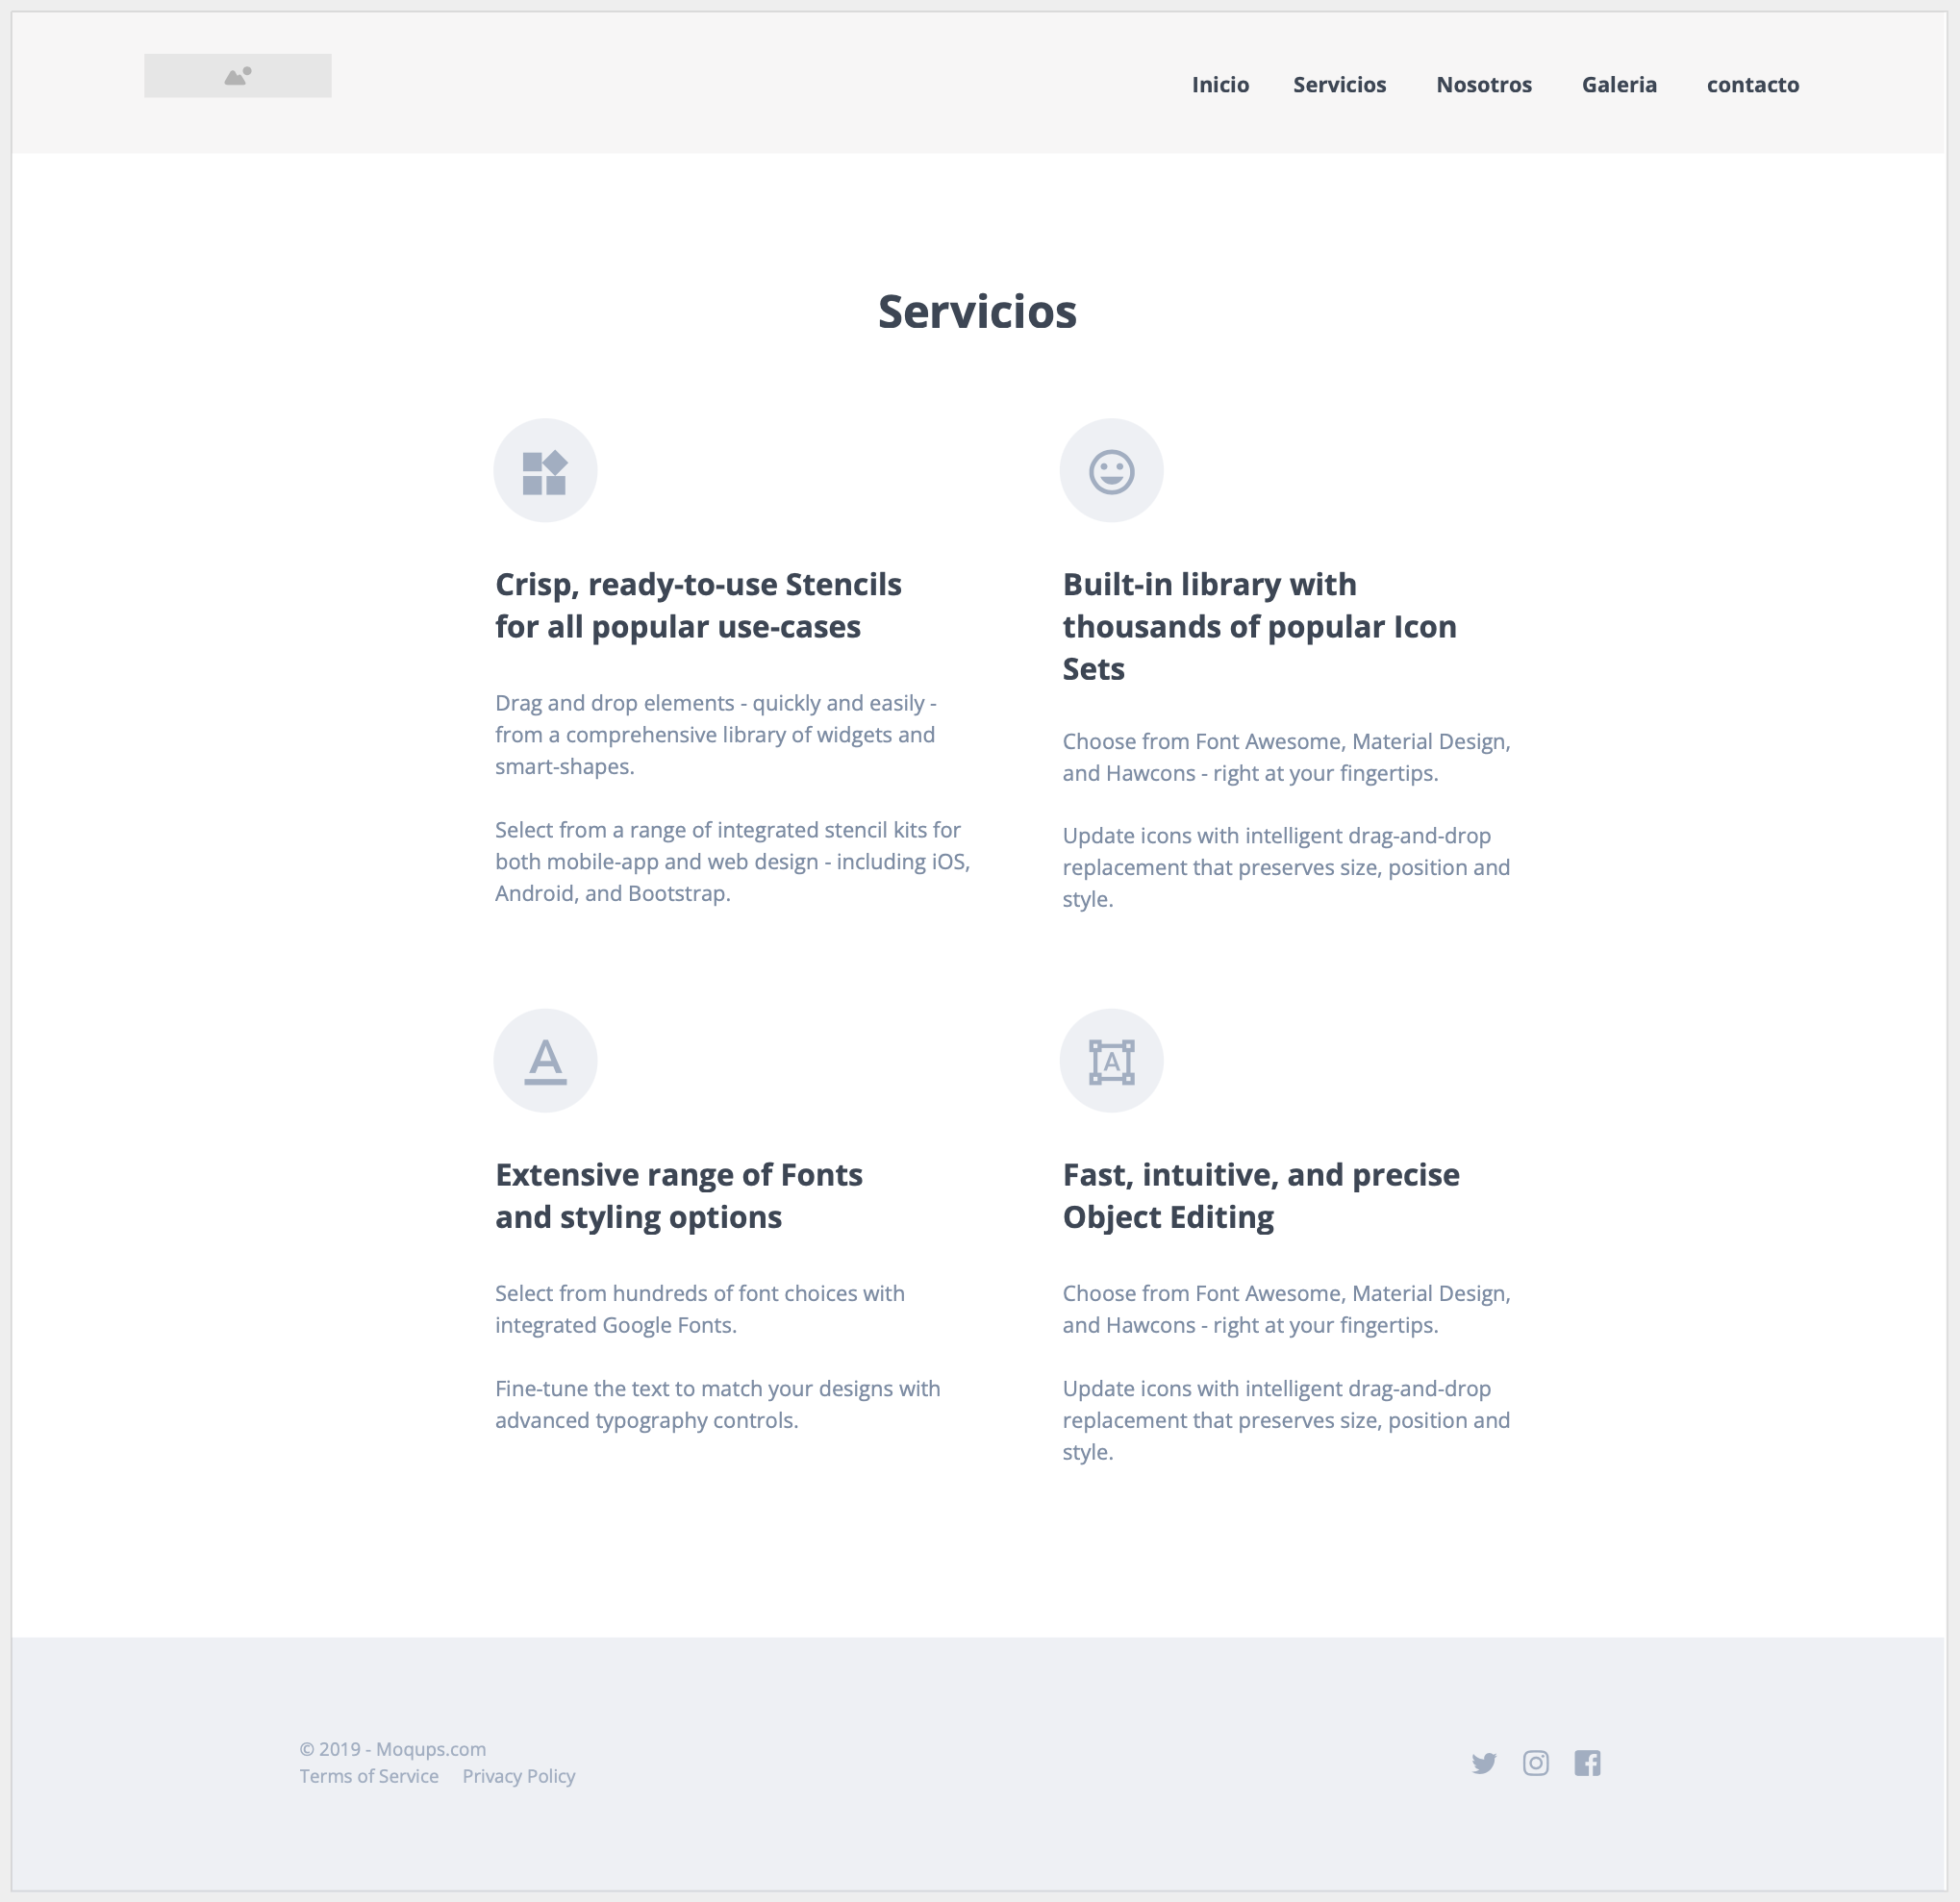 Inicio Servicios Nosotros Galeria contacto
Servicios
Crisp, ready-to-use Stencils
for all popular use-cases
Drag and drop elements - quickly and easily -
from a comprehensive library of widgets and
smart-shapes.
Select from a range of integrated stencil kits for
both mobile-app and web design - including iOS,
Android, and Bootstrap.
Built-in library with
thousands of popular Icon
Sets
Choose from Font Awesome, Material Design,
and Hawcons - right at your fingertips.
Update icons with intelligent drag-and-drop
replacement that preserves size, position and
style.
A
Extensive range of Fonts
and styling options
Select from hundreds of font choices with
integrated Google Fonts.
Fine-tune the text to match your designs with
advanced typography controls.
A
Fast, intuitive, and precise
Object Editing
Choose from Font Awesome, Material Design,
and Hawcons - right at your fingertips.
Update icons with intelligent drag-and-drop
replacement that preserves size, position and
style.
© 2019 - Moqups.com
Terms of Service Privacy Policy